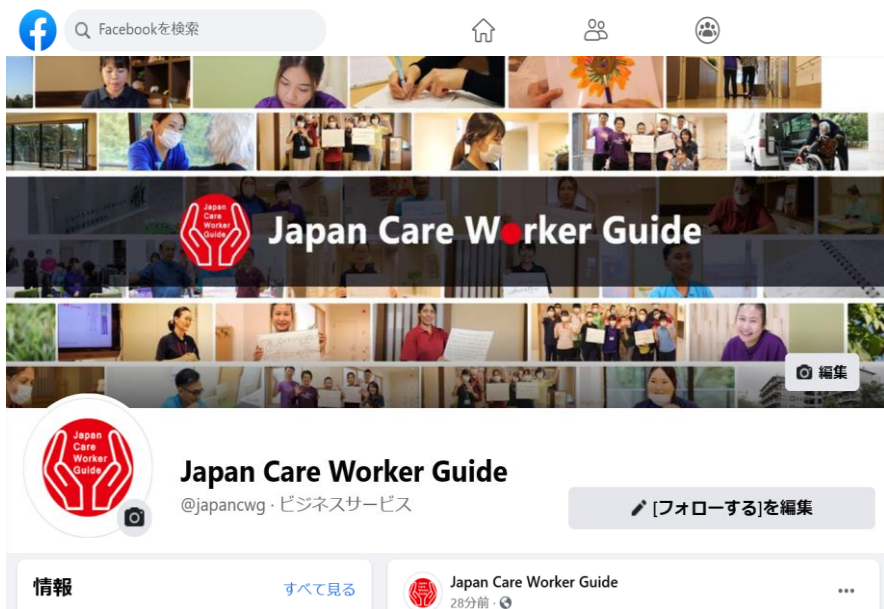 Facebookを検索
Japan
Care
Worker
Guide
Japan Care Worker Guide
編集
Japan
Care
Worker
Guide
Japan Care Worker Guide
@japancwg · ビジネスサービス
[フォローする]を編集
情報
すべて見る
Japan Care Worker Guide
28分前